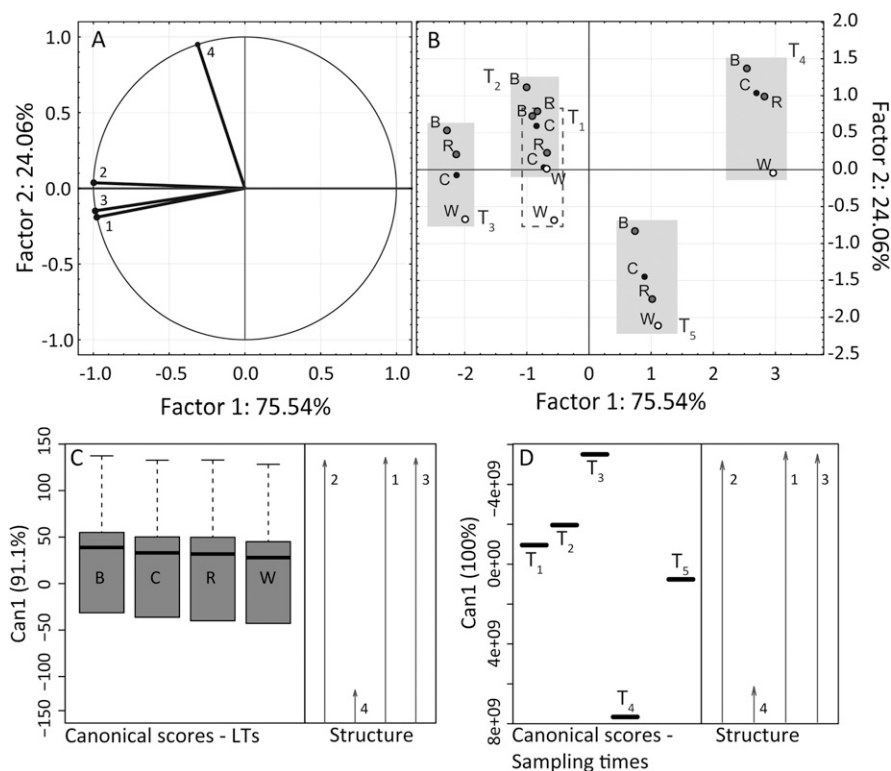 A
1.0
0.5
0.0
-0.5
-1.0
Factor 2: 24.06%
4
2
3
1
-1.0
-0.5
0.0
0.5
1.0
Factor 1: 75.54%
B
2.0
1.5
1.0
0.5
0.0
-0.5
-1.0
-1.5
-2.0
-2.5
Factor 2: 24.06%
B
T4
C
R
W
T2
B
R
B
C
T1
R
C
W
W
B
R
C
W
T3
B
C
R
W
T5
-2
-1
0
1
2
3
Factor 1: 75.54%
C
150
100
50
0
-50
-100
-150
Can1 (91.1%)
B
C
R
W
2
1
3
4
Canonical scores - LTs
Structure
D
-4e+09
0e+00
4e+09
8e+09
Can1 (100%)
T3
T1
T2
T5
T4
2
1
3
4
Canonical scores -
Sampling times
Structure